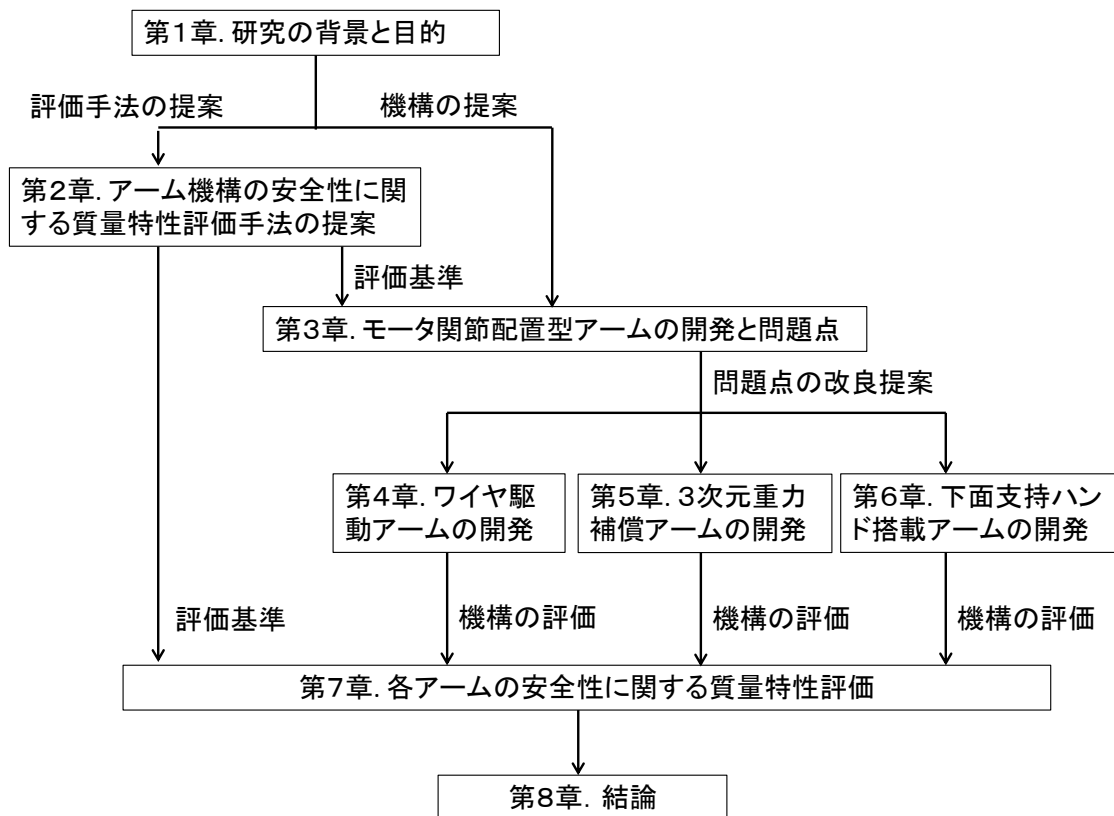 第1章. 研究の背景と目的
評価手法の提案
機構の提案
第2章. アーム機構の安全性に関
する質量特性評価手法の提案
評価基準
第3章. モータ関節配置型アームの開発と問題点
問題点の改良提案
第4章. ワイヤ駆
動アームの開発
第5章. 3次元重力
補償アームの開発
第6章. 下面支持ハン
ド搭載アームの開発
評価基準
機構の評価
機構の評価
機構の評価
第7章. 各アームの安全性に関する質量特性評価
第8章. 結論